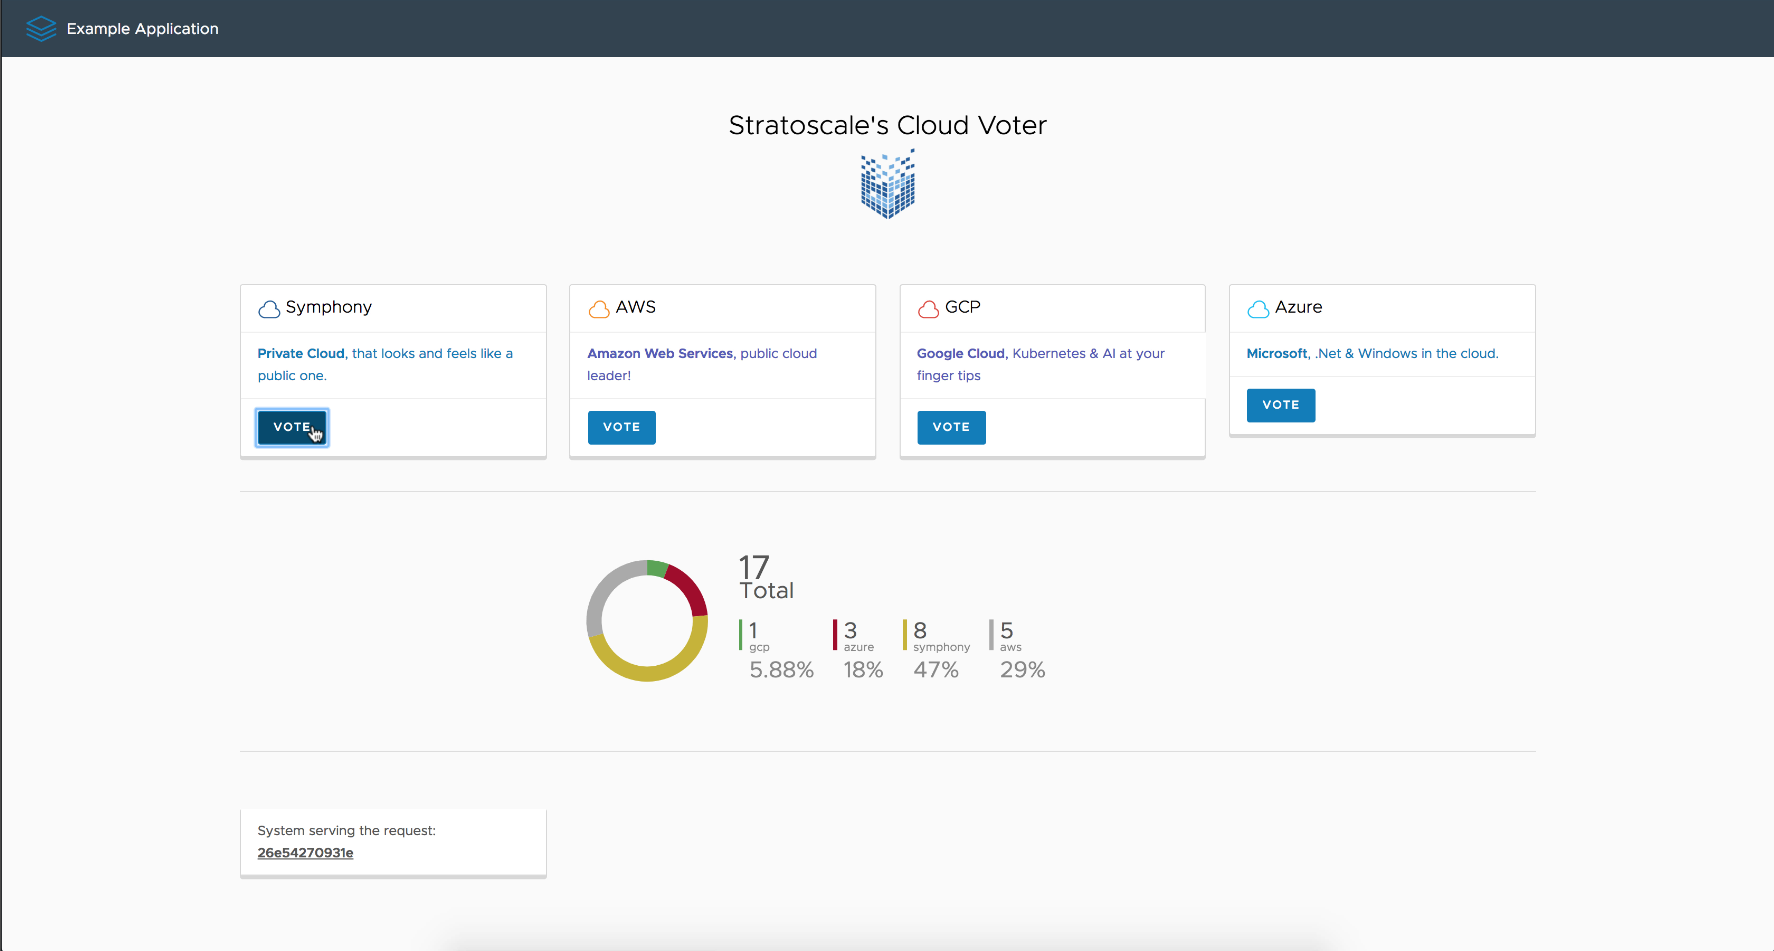 Example Application
Stratoscale's Cloud Voter
Symphony
Private Cloud, that looks and feels like a
public one.
VOTE
AWS
Amazon Web Services, public cloud
leader!
VOTE
GCP
Google Cloud, Kubernetes & AI at your
finger tips
VOTE
Azure
Microsoft, .Net & Windows in the cloud.
VOTE
17
Total
1
gcp
5.88%
3
azure
18%
8
symphony
47%
5
aws
29%
System serving the request:
26e54270931e